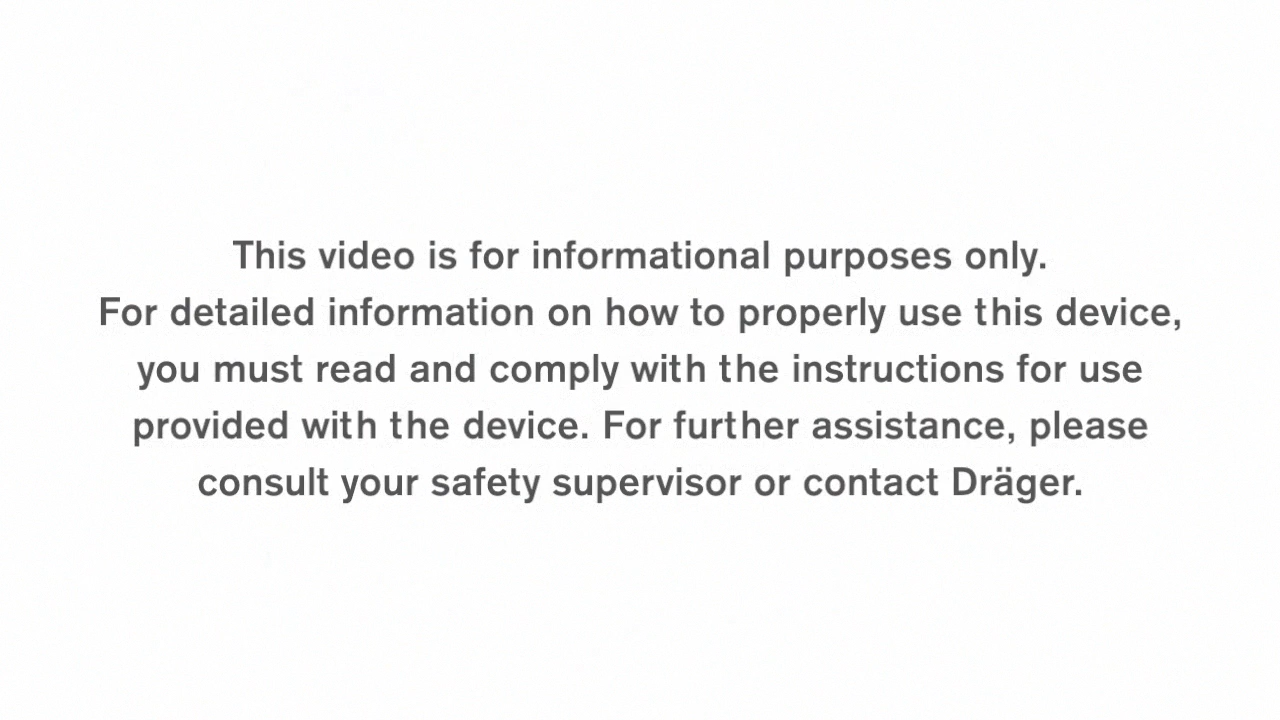 This video is for informational purposes only.
For detailed information on how to properly use this device,
you must read and comply with the instructions for use
provided with the device. For further assistance, please
consult your safety supervisor or contact Dräger.